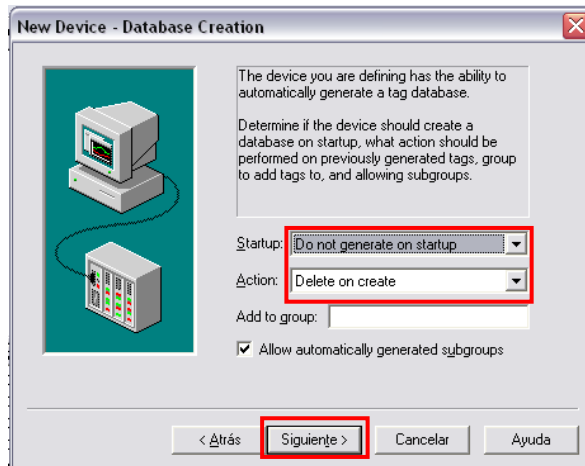 New Device - Database Creation
The device you are defining has the ability to
automatically generate a tag database.
Determine if the device should create a
database on startup, what action should be
performed on previously generated tags, group
to add tags to, and allowing subgroups.
Startup: Do not generate on startup
Action: Delete on create
Add to group:
Allow automatically generated subgroups
< Atrás Siguiente > Cancelar Ayuda